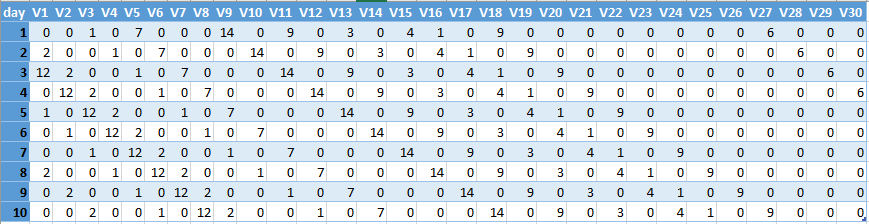 day V1 V2 V3 V4 V5 V6 V7 V8 V9 V10 V11 V12 V13 V14 V15 V16 V17 V18 V19 V20 V21 V22 V23 V24 V25 V26 V27 V28 V29 V30
1 0 0 1 0 7 0 0 0 14 0 9 0 3 0 4 1 0 9 0 0 0 0 0 0 0 0 6 0 0 0
2 2 0 0 1 0 7 0 0 0 14 0 9 0 3 0 4 1 0 9 0 0 0 0 0 0 0 0 6 0 0
3 12 2 0 0 1 0 7 0 0 0 14 0 9 0 3 0 4 1 0 9 0 0 0 0 0 0 0 0 6 0
4 0 12 2 0 0 1 0 7 0 0 0 14 0 9 0 3 0 4 1 0 9 0 0 0 0 0 0 0 0 6
5 1 0 12 2 0 0 1 0 7 0 0 0 14 0 9 0 3 0 4 1 0 9 0 0 0 0 0 0 0 0
6 0 1 0 12 2 0 0 1 0 7 0 0 0 14 0 9 0 3 0 4 1 0 9 0 0 0 0 0 0 0
7 0 0 1 0 12 2 0 0 1 0 7 0 0 0 14 0 9 0 3 0 4 1 0 9 0 0 0 0 0 0
8 2 0 0 1 0 12 2 0 0 1 0 7 0 0 0 14 0 9 0 3 0 4 1 0 9 0 0 0 0 0
9 0 2 0 0 1 0 12 2 0 0 1 0 7 0 0 0 14 0 9 0 3 0 4 1 0 9 0 0 0 0
10 0 0 2 0 0 1 0 12 2 0 0 1 0 7 0 0 0 14 0 9 0 3 0 4 1 0 9 0 0 0